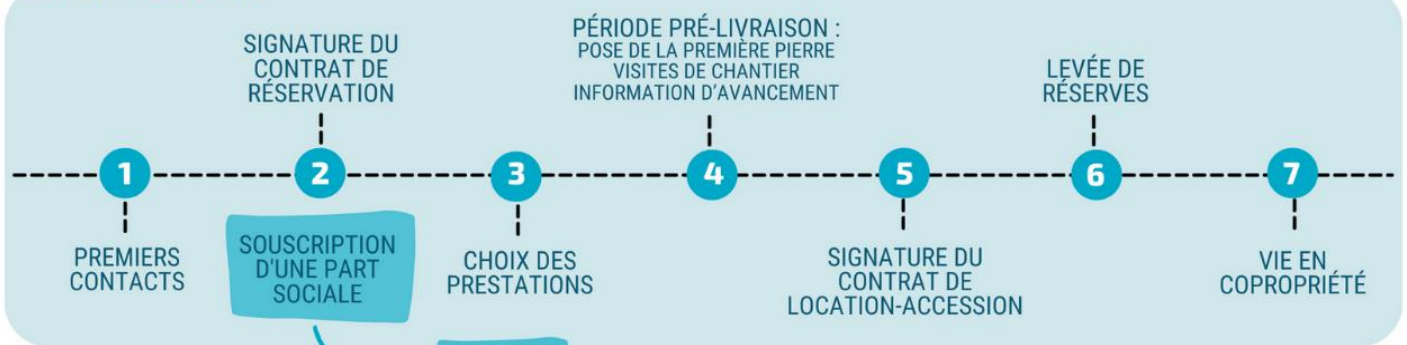 1
PREMIERS
CONTACTS
SIGNATURE DU
CONTRAT DE
RÉSERVATION
2
SOUSCRIPTION
D'UNE PART
SOCIALE
3
CHOIX DES
PRESTATIONS
PÉRIODE PRÉ-LIVRAISON :
POSE DE LA PREMIÈRE PIERRE
VISITES DE CHANTIER
INFORMATION D'AVANCEMENT
4
5
SIGNATURE DU
CONTRAT DE
LOCATION-ACCESSION
LEVÉE DE
RÉSERVES
6
7
VIE EN
COPROPRIÉTÉ